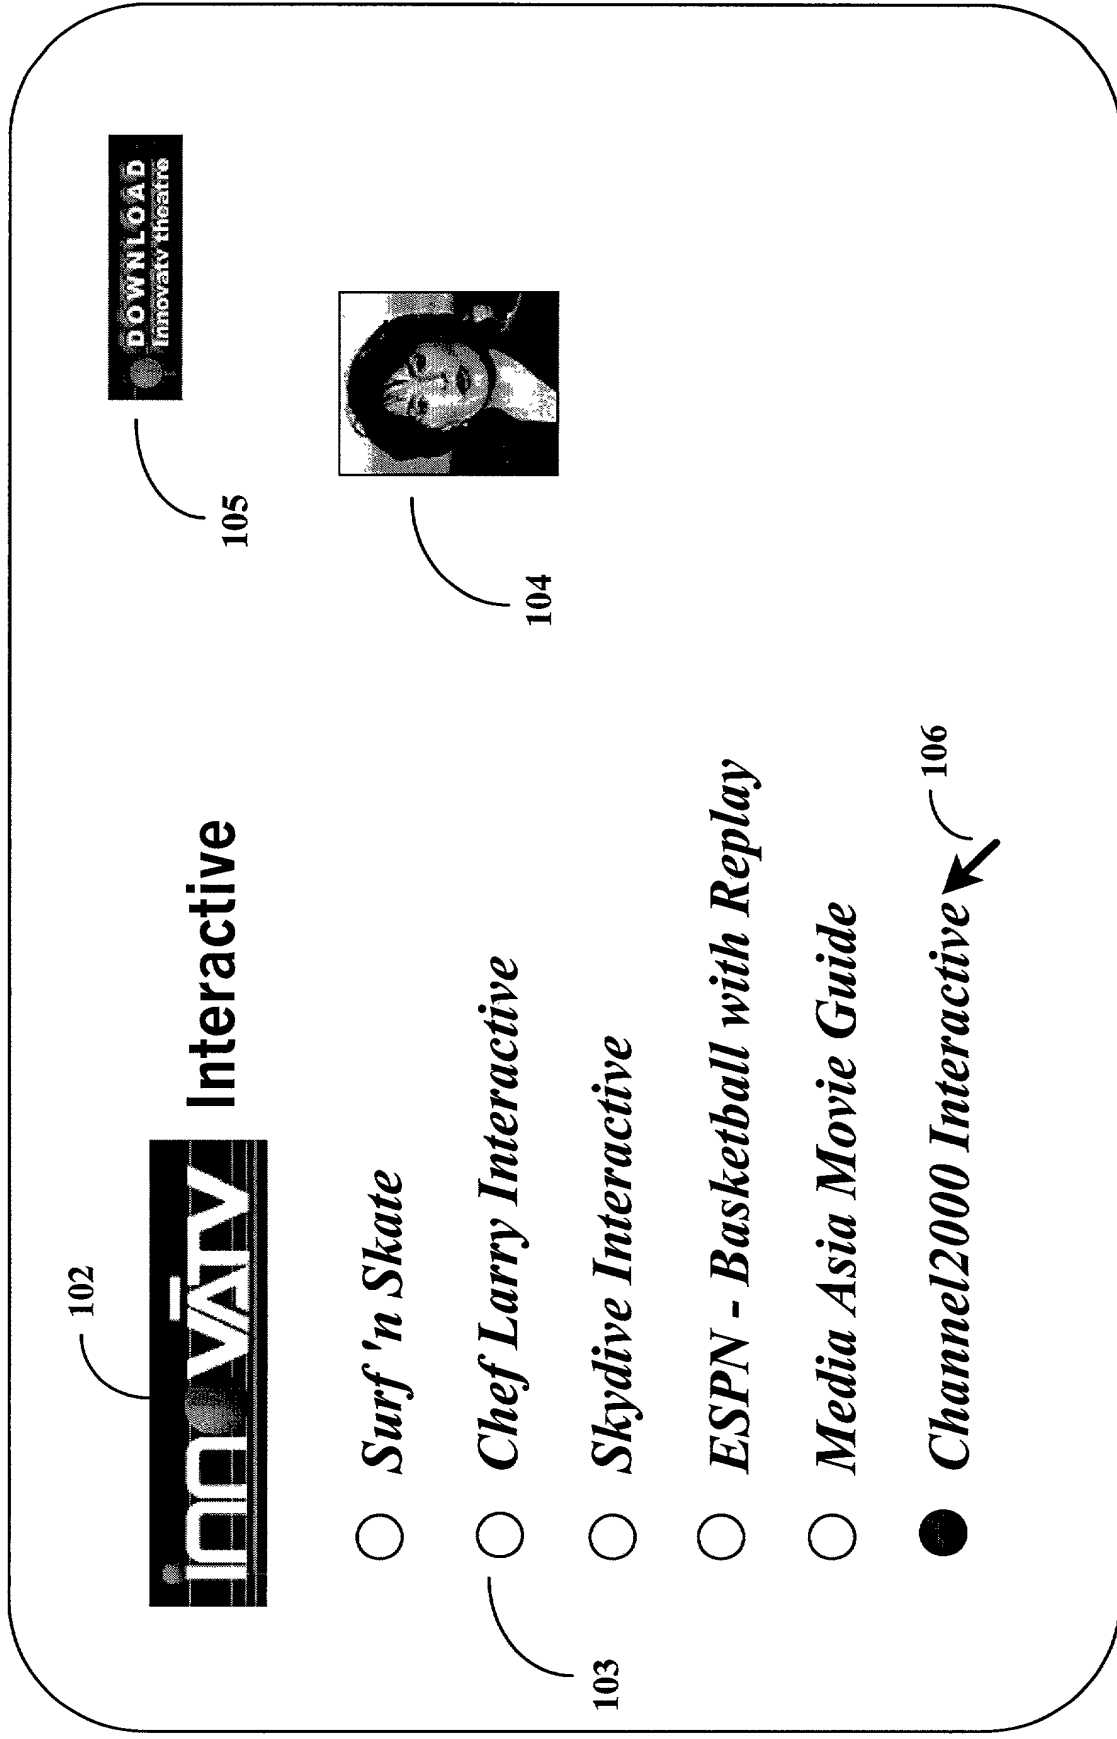 102
innovātv Interactive
DOWNLOAD
innovatv theatre
105
104
Surf 'n Skate
Chef Larry Interactive
103
Skydive Interactive
ESPN - Basketball with Replay
Media Asia Movie Guide
Channel2000 Interactive
106